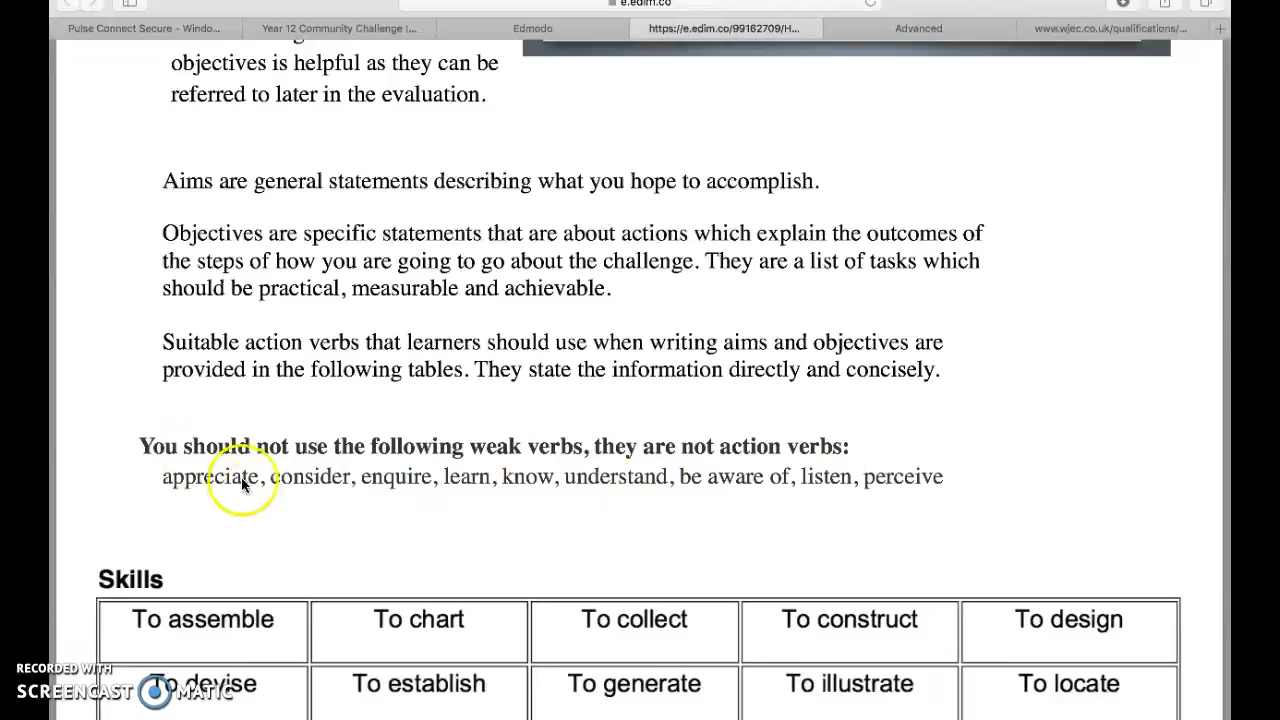 e.edim.co
Pulse Connect Secure - Windo...
Year 12 Community Challenge |...
Edmodo
https://e.edim.co/99162709/H...
Advanced
www.wjec.co.uk/qualifications/...
objectives is helpful as they can be
referred to later in the evaluation.
Aims are general statements describing what you hope to accomplish.
Objectives are specific statements that are about actions which explain the outcomes of
the steps of how you are going to go about the challenge. They are a list of tasks which
should be practical, measurable and achievable.
Suitable action verbs that learners should use when writing aims and objectives are
provided in the following tables. They state the information directly and concisely.
You should not use the following weak verbs, they are not action verbs:
appreciate, consider, enquire, learn, know, understand, be aware of, listen, perceive
Skills
To assemble To chart To collect To construct To design
To devise To establish To generate To illustrate To locate
RECORDED WITH
SCREENCAST MATIC